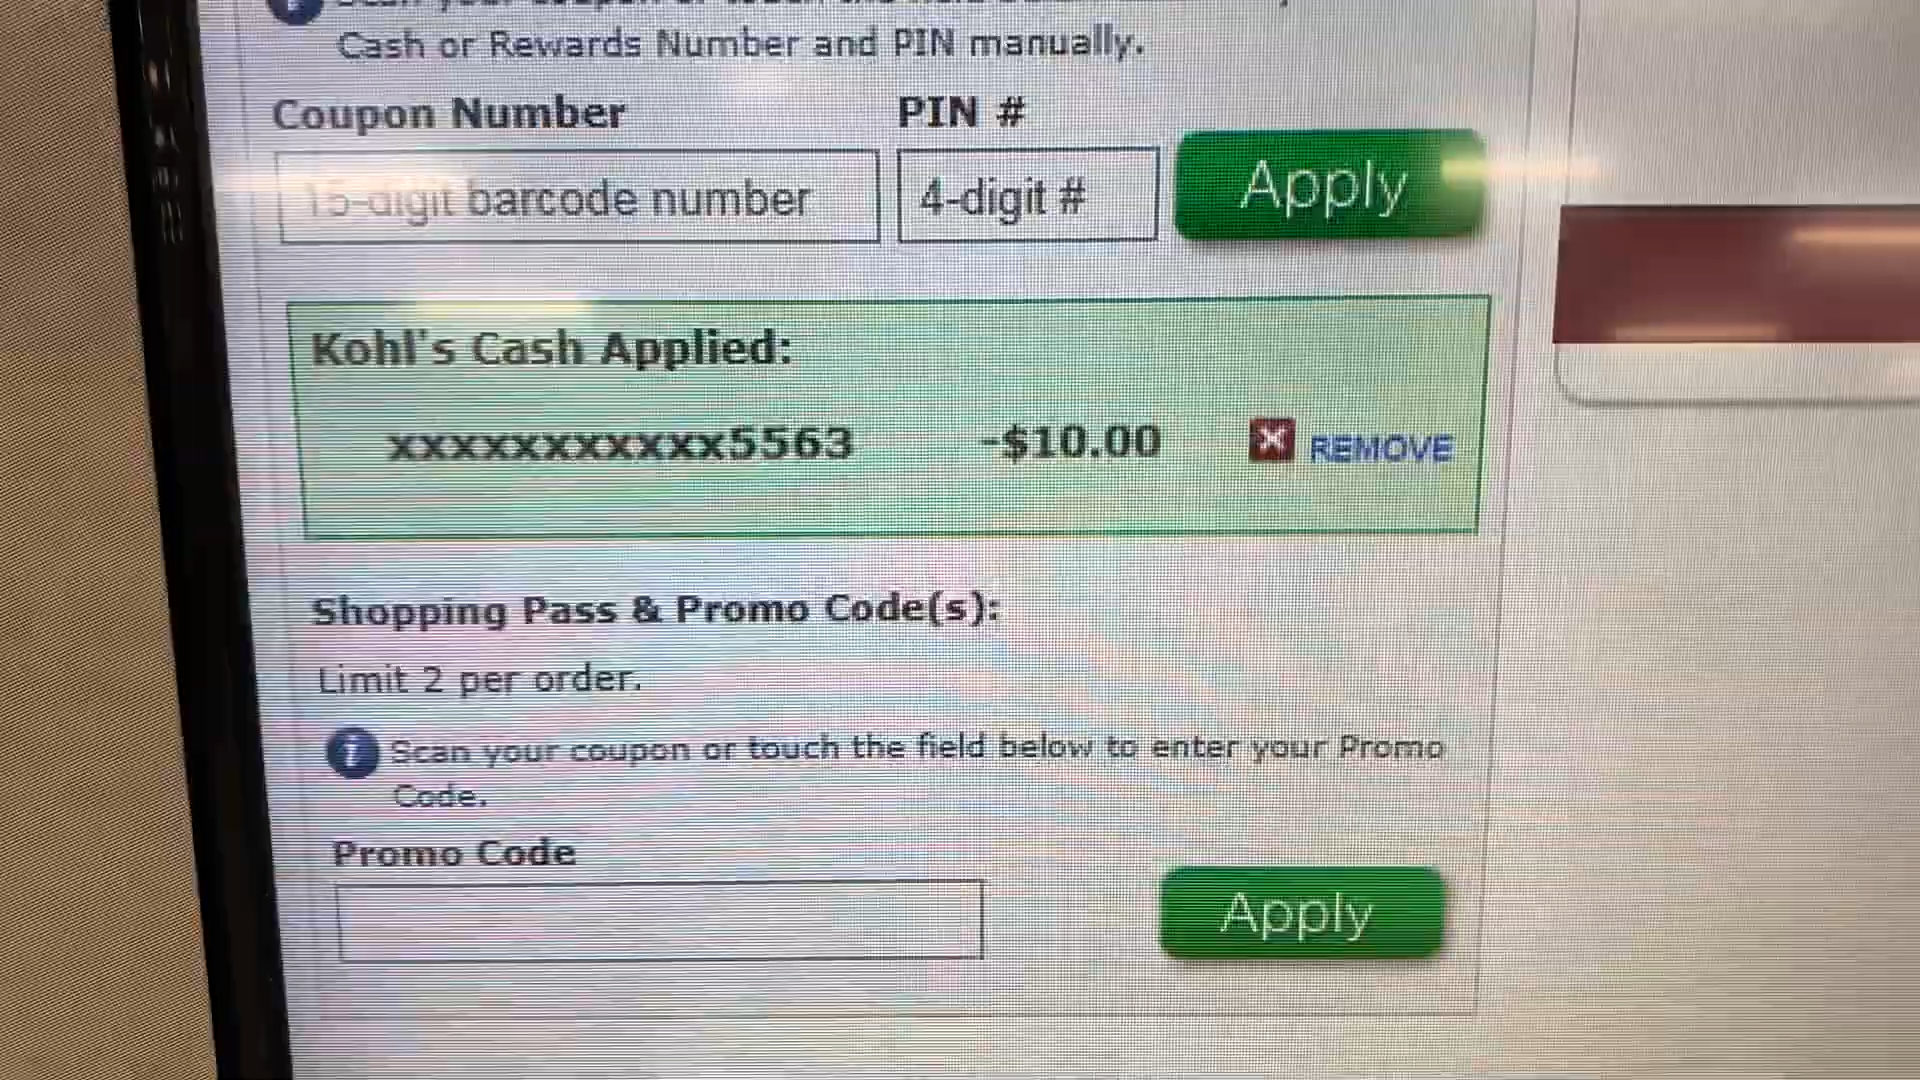 Cash or Rewards Number and PIN manually.
Coupon Number PIN #
15-digit barcode number 4-digit # Apply
Kohl's Cash Applied:
xxxxxxxxxxx5563 -$10.00 REMOVE
Shopping Pass & Promo Code(s):
Limit 2 per order.
Scan your coupon or touch the field below to enter your Promo
Code.
Promo Code
Apply